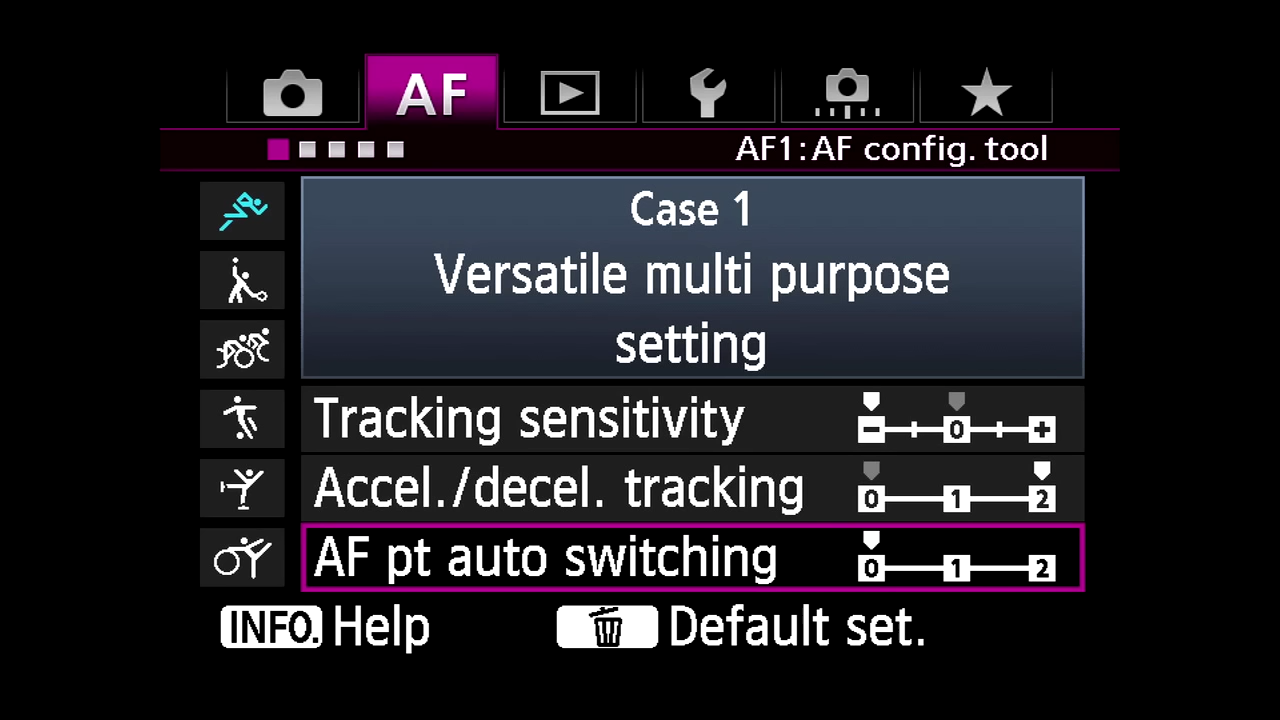 AF
AF1:AF config. tool
Case 1
Versatile multi purpose
setting
Tracking sensitivity - 0 +
Accel./decel. tracking 0 1 2
AF pt auto switching 0 1 2
INFO. Help Default set.